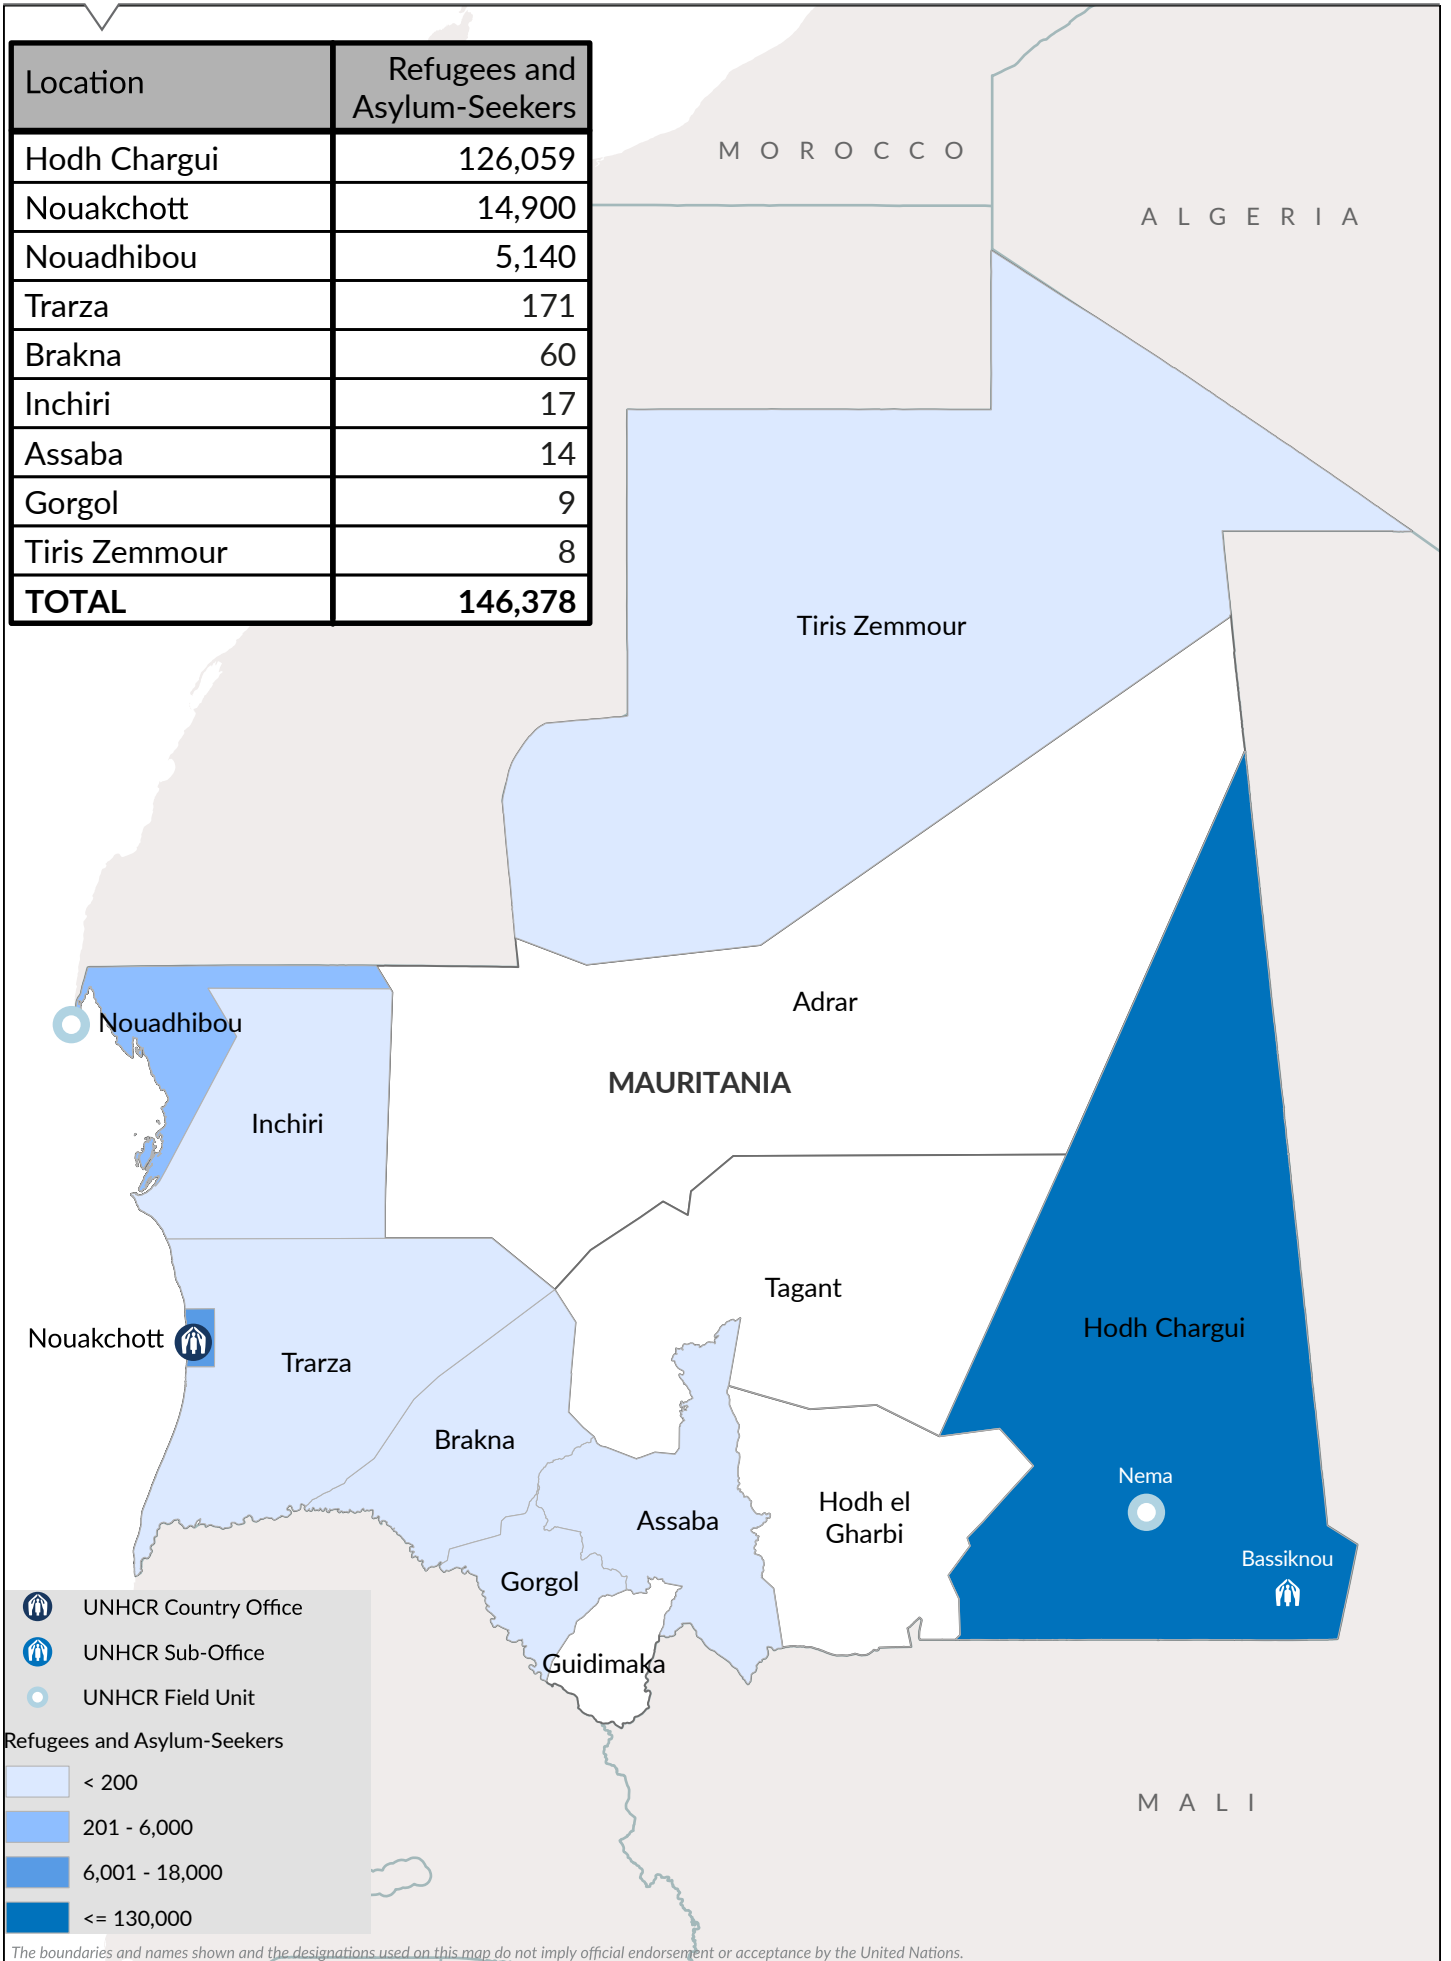 Location
Refugees and
Asylum-Seekers
Hodh Chargui 126,059
Nouakchott 14,900
Nouadhibou 5,140
Trarza 171
Brakna 60
Inchiri 17
Assaba 14
Gorgol 9
Tiris Zemmour 8
TOTAL 146,378
MOROCCO
ALGERIA
Tiris Zemmour
Adrar
Nouadhibou
MAURITANIA
Inchiri
Tagant
Hodh Chargui
Nouakchott
Trarza
Brakna
Nema
Hodh el
Gharbi
Assaba
Bassiknou
Gorgol
Guidimaka
UNHCR Country Office
UNHCR Sub-Office
UNHCR Field Unit
Refugees and Asylum-Seekers
< 200
201 - 6,000
6,001 - 18,000
<= 130,000
MALI
The boundaries and names shown and the designations used on this map do not imply official endorsement or acceptance by the United Nations.